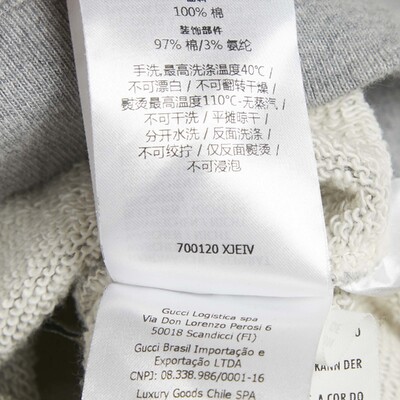 100% 棉
装饰部件
97% 棉/3% 氨纶
手洗,最高洗涤温度40℃ /
不可漂白 / 不可翻转干燥 /
熨烫最高温度110℃-无蒸汽 /
不可干洗 / 平摊晾干 /
分开水洗 / 反面洗涤 /
不可绞拧 / 仅反面熨烫 /
不可浸泡
700120 XJEIV
Gucci Logistica spa
Via Don Lorenzo Perosi 6
50018 Scandicci (FI)
Gucci Brasil Importação e
Exportação LTDA
CNPJ: 08.338.986/0001-16
Luxury Goods Chile SPA
KANN DER
A COR DO